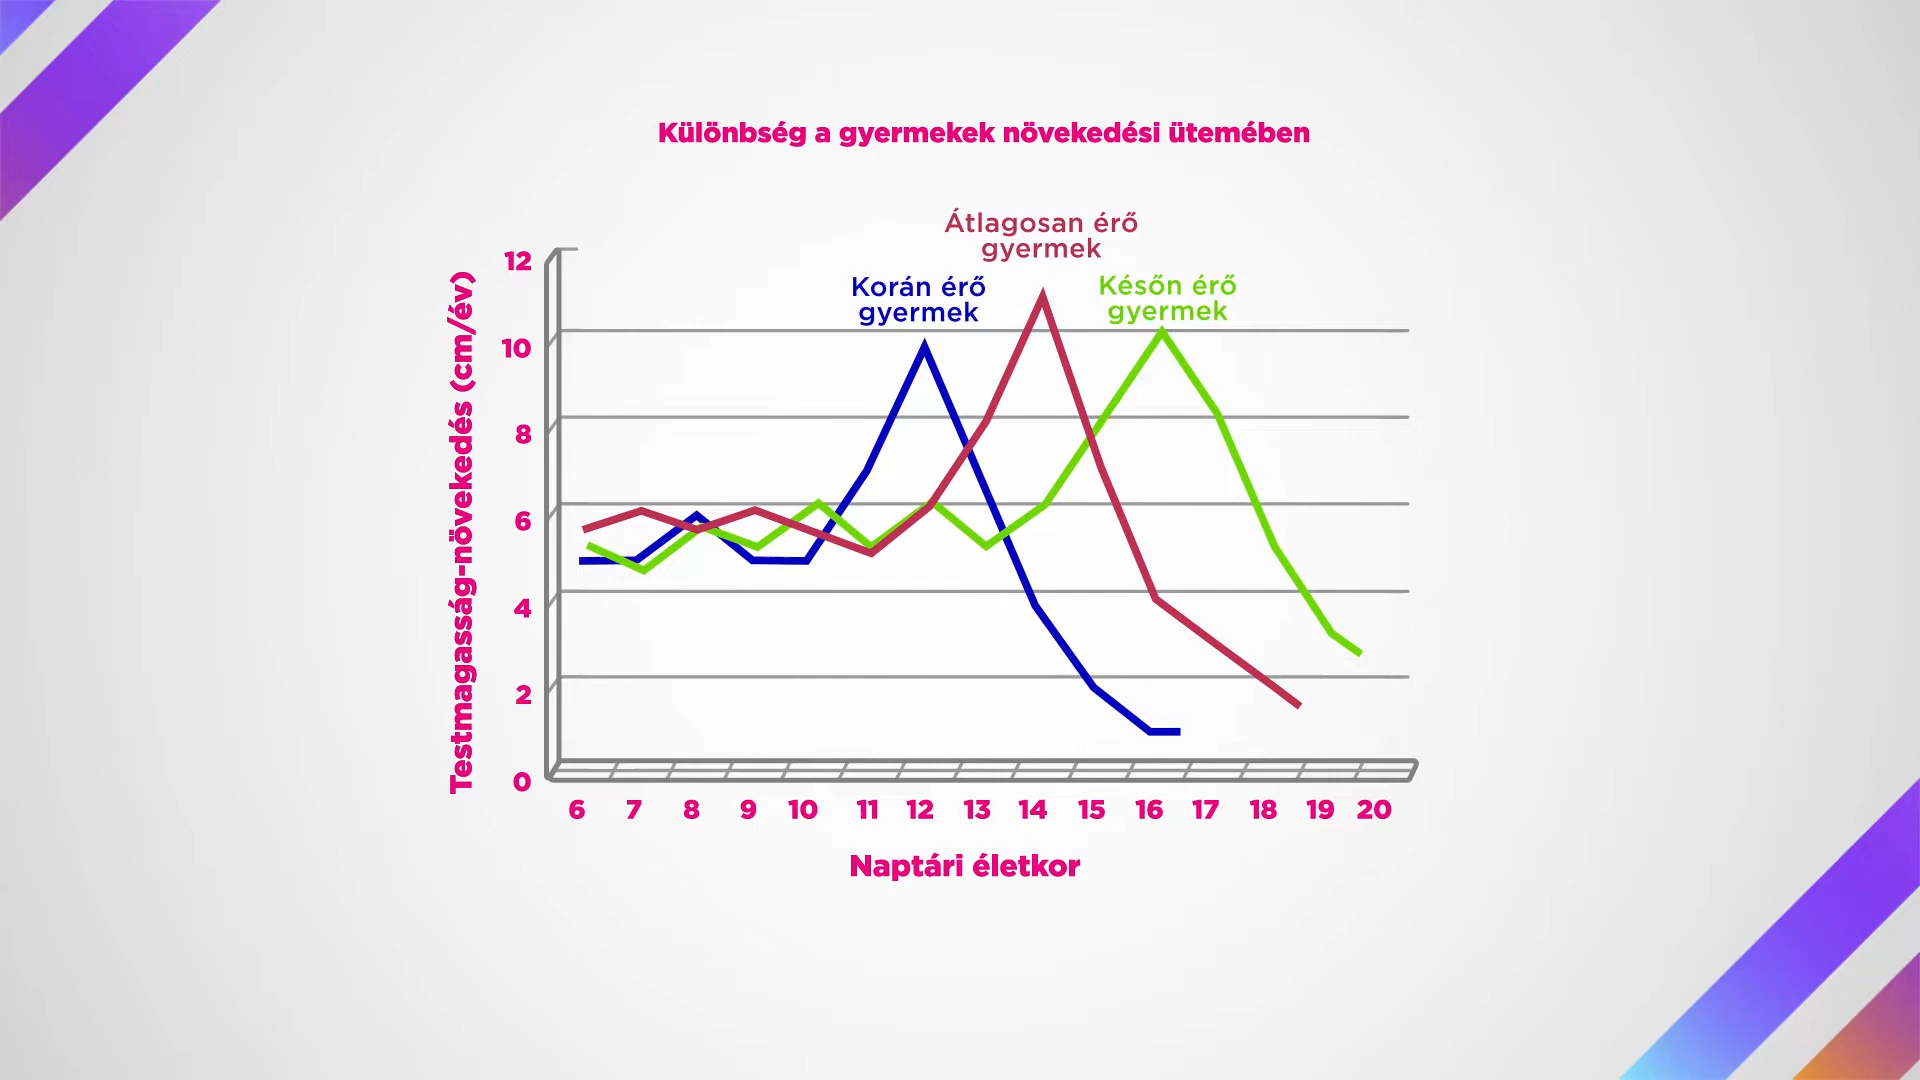 Különbség a gyermekek növekedési ütemében
Átlagosan érő
gyermek
Korán érő
gyermek
Későn érő
gyermek
Testmagasság-növekedés (cm/év)
12
10
8
6
4
2
0
6 7 8 9 10 11 12 13 14 15 16 17 18 19 20
Naptári életkor